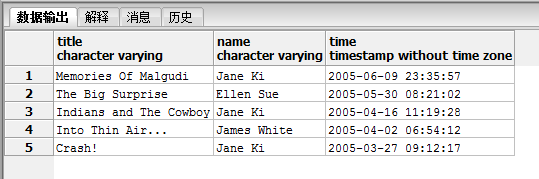 数据输出 解释 消息 历史
title name time
character varying character varying timestamp without time zone
1 Memories Of Malgudi Jane Ki 2005-06-09 23:35:57
2 The Big Surprise Ellen Sue 2005-05-30 08:21:02
3 Indians and The Cowboy Jane Ki 2005-04-16 11:19:28
4 Into Thin Air... James White 2005-04-02 06:54:12
5 Crash! Jane Ki 2005-03-27 09:12:17